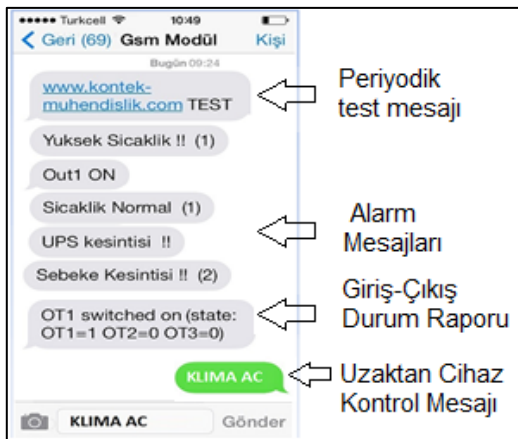 Turkcell 10:49
Geri (69) Gsm Modül Kişi
Bugün 09:24
www.kontek-
muhendislik.com TEST
Periyodik
test mesajı
Yuksek Sicaklik !! (1)
Out1 ON
Sicaklik Normal (1)
UPS kesintisi !!
Alarm
Mesajları
Sebeke Kesintisi !! (2)
OT1 switched on (state:
OT1=1 OT2=0 OT3=0)
Giriş-Çıkış
Durum Raporu
KLIMA AC
Uzaktan Cihaz
Kontrol Mesajı
KLIMA AC Gönder